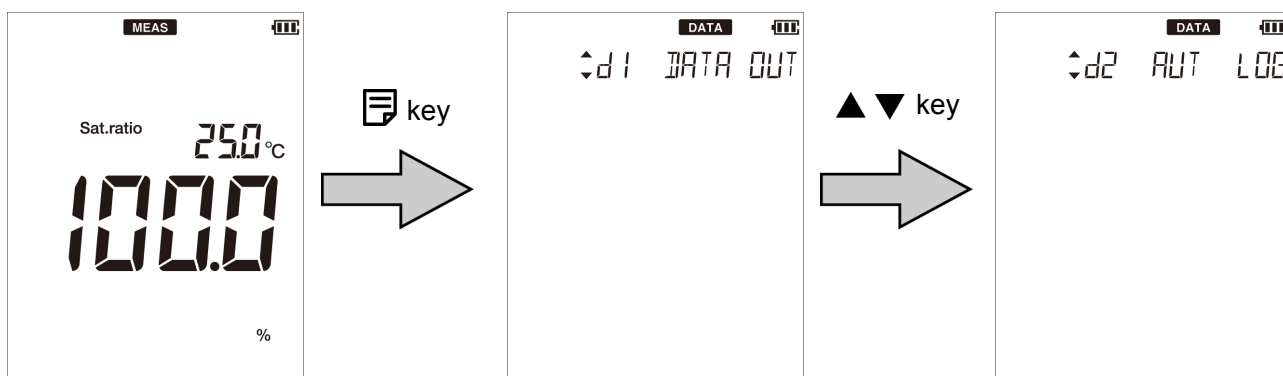 MEAS
Sat.ratio
25.0 °C
100.0
%
key
DATA
d1 DATA OUT
▲ ▼ key
DATA
d2 AUT LOG